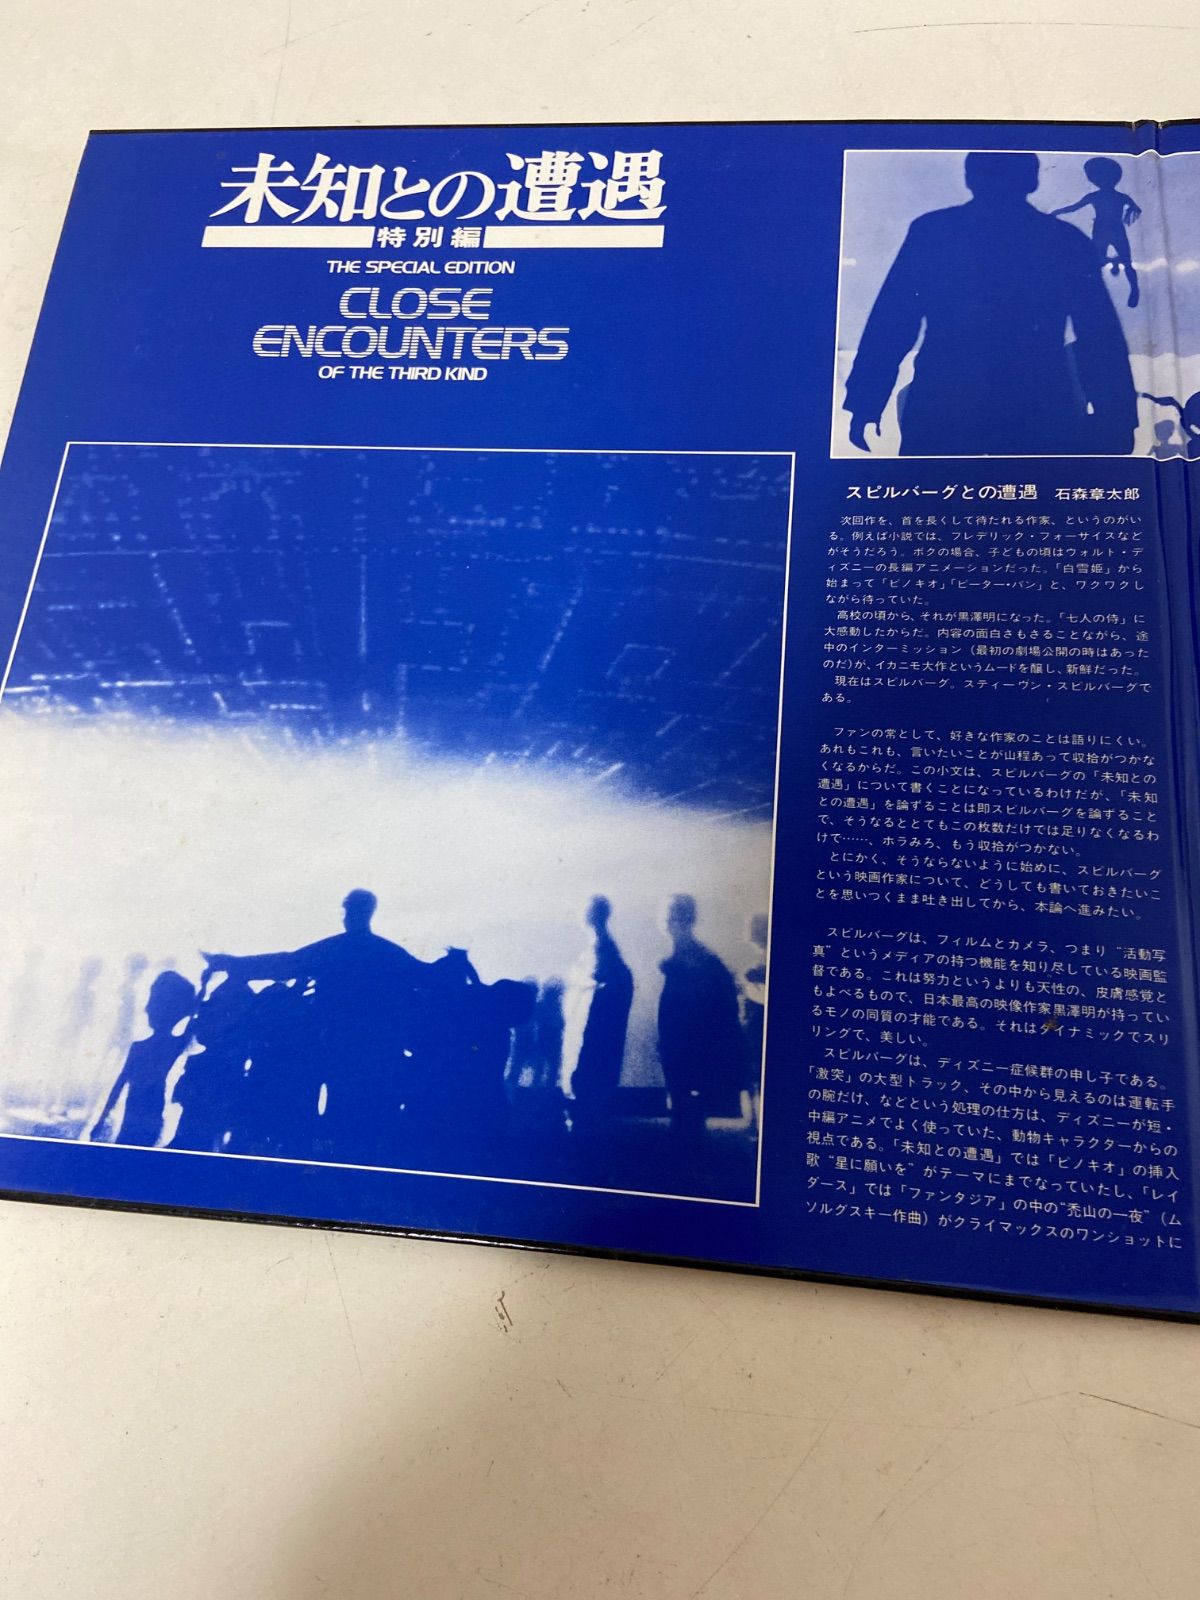 未知との遭遇
特別編
THE SPECIAL EDITION
CLOSE
ENCOUNTERS
OF THE THIRD KIND
スピルバーグとの遭遇 石森章太郎
次回作を、首を長くして待たれる作家、というのがい
る。例えば小説では、フレデリック・フォーサイスなど
がそうだろう。ボクの場合、子どもの頃はウォルト・デ
ィズニーの長編アニメーションだった。「白雪姫」から
始まって「ピノキオ」「ピーター・パン」と、ワクワクし
ながら待っていた。
高校の頃から、それが黒澤明になった。「七人の侍」に
大感動したからだ。内容の面白さもさることながら、途
中のインターミッション（最初の劇場公開の時はあった
のだ）が、イカニモ大作というムードを醸し、新鮮だった。
現在はスピルバーグ。スティーヴン・スピルバーグで
ある。
ファンの常として、好きな作家のことは語りにくい。
あれもこれも、言いたいことが山程あって収拾がつかな
くなるからだ。この小文は、スピルバーグの「未知との
遭遇」について書くことになっているわけだが、「未知
との遭遇」を論ずることは即スピルバーグを論ずること
で、そうなるととてもこの枚数だけでは足りなくなるわ
けで……、ホラみろ、もう収拾がつかない。
とにかく、そうならないように始めに、スピルバーグ
という映画作家について、どうしても書いておきたいこ
とを思いつくまま吐き出してから、本論へ進みたい。
スピルバーグは、フィルムとカメラ、つまり“活動写
真”というメディアの持つ機能を知り尽している映画監
督である。これは努力というよりも天性の、皮膚感覚と
もよべるもので、日本最高の映像作家黒澤明が持ってい
るモノの同質の才能である。それはダイナミックでスリ
リングで、美しい。
スピルバーグは、ディズニー症候群の申し子である。
「激突」の大型トラック、その中から見えるのは運転手
の腕だけ、などという処理の仕方は、ディズニーが短・
中編アニメでよく使っていた、動物キャラクターからの
視点である。「未知との遭遇」では「ピノキオ」の挿入
歌“星に願いを”がテーマにまでなっていたし、「レイ
ダース」では「ファンタジア」の中の“禿山の一夜”（ム
ソルグスキー作曲）がクライマックスのワンショットに